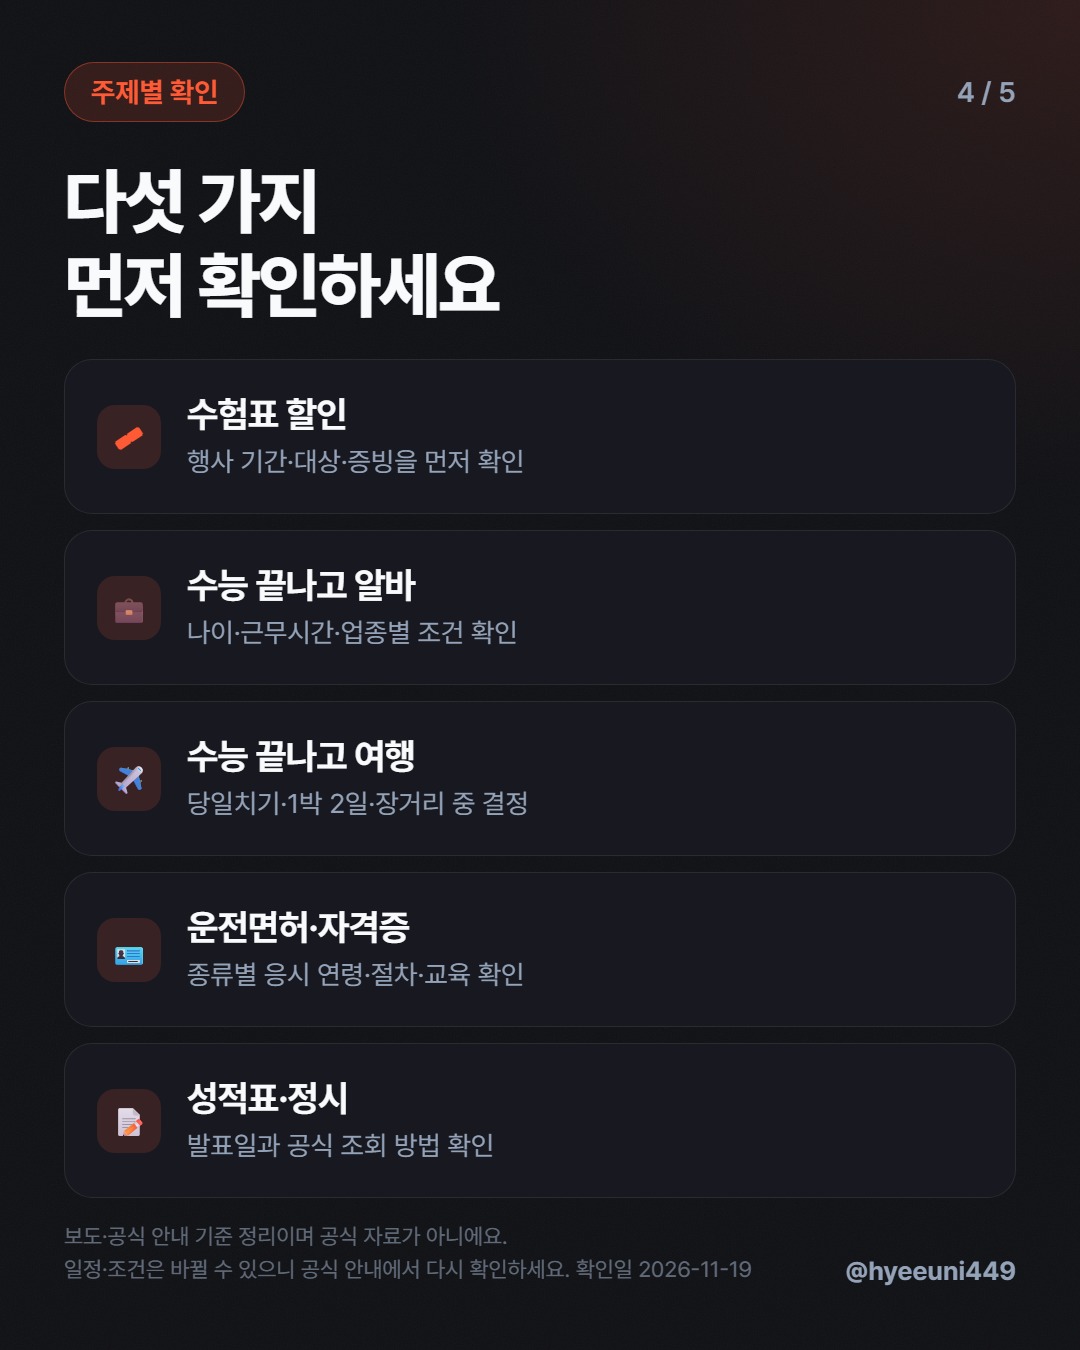 주제별 확인
4 / 5
다섯 가지
먼저 확인하세요
수험표 할인
행사 기간·대상·증빙을 먼저 확인
수능 끝나고 알바
나이·근무시간·업종별 조건 확인
수능 끝나고 여행
당일치기·1박 2일·장거리 중 결정
운전면허·자격증
종류별 응시 연령·절차·교육 확인
성적표·정시
발표일과 공식 조회 방법 확인
보도·공식 안내 기준 정리이며 공식 자료가 아니에요.
일정·조건은 바뀔 수 있으니 공식 안내에서 다시 확인하세요. 확인일 2026-11-19
@hyeeuni449